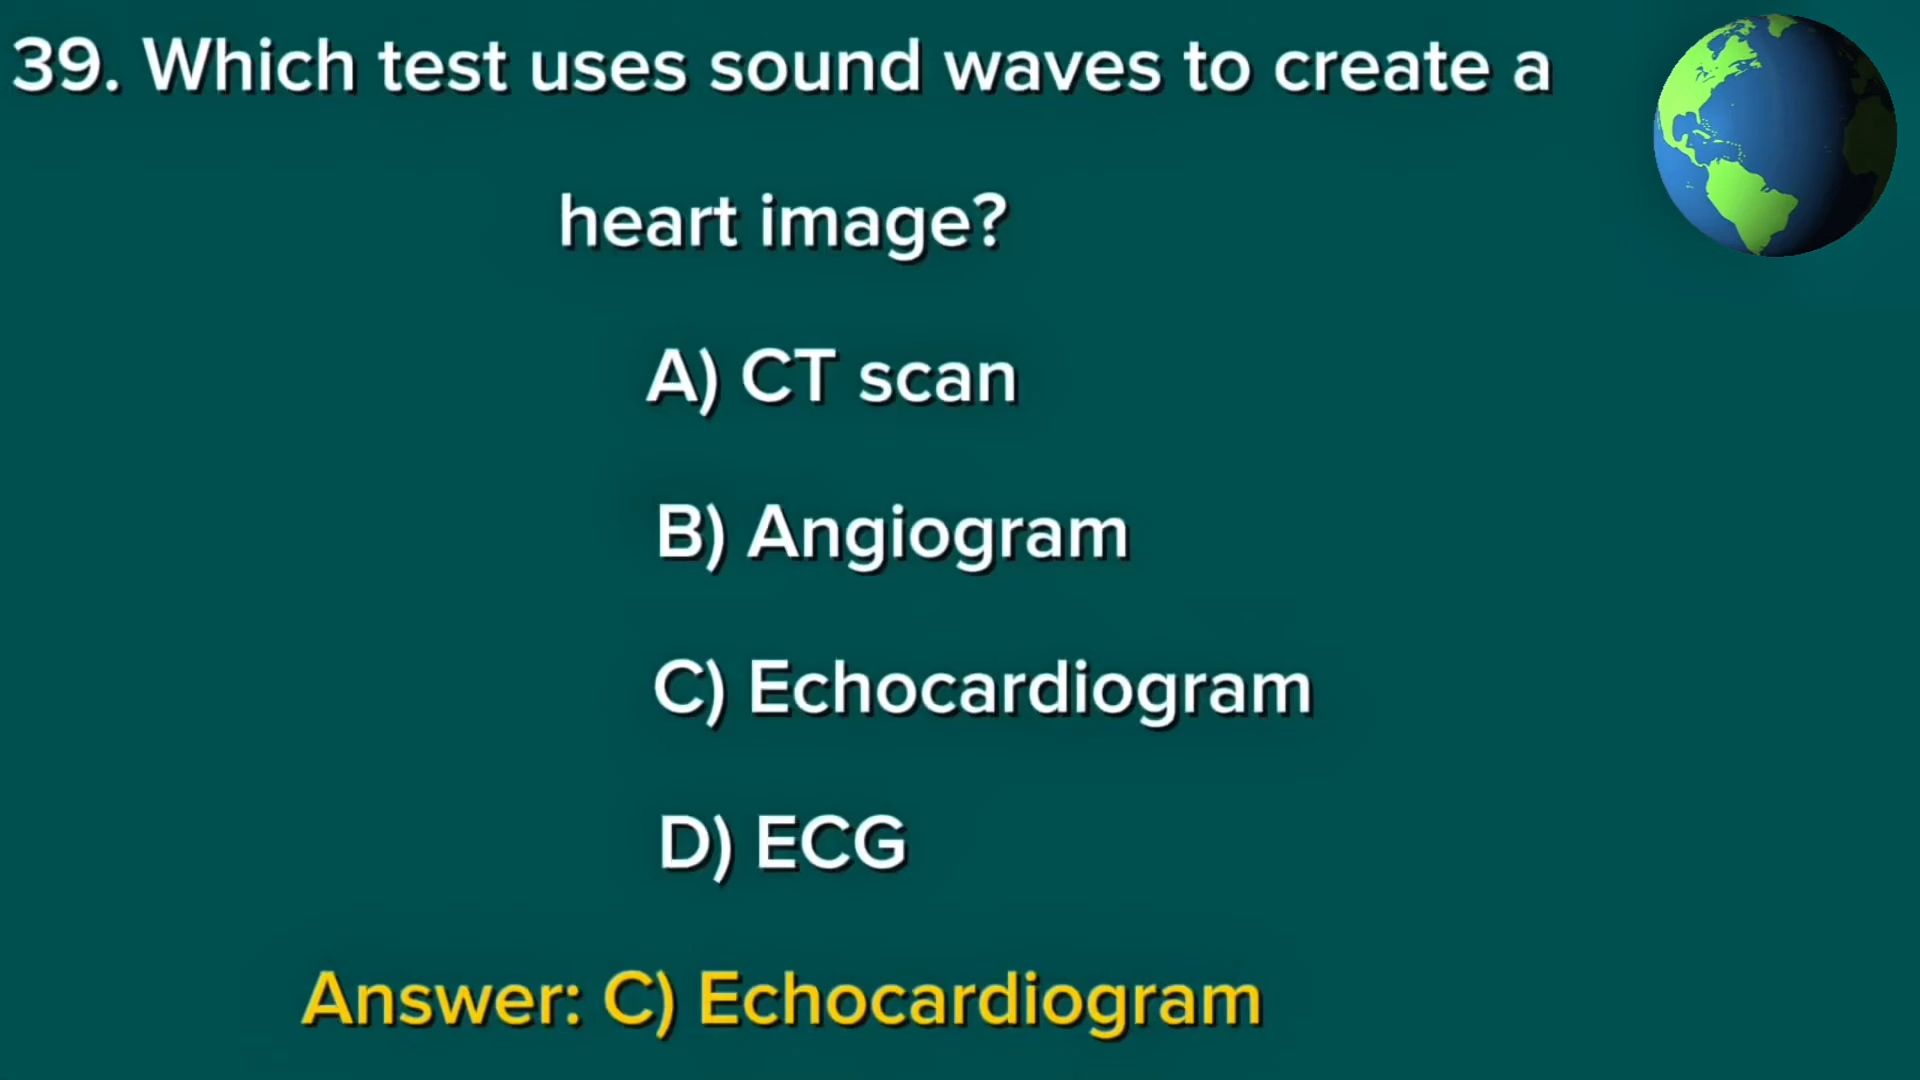 39. Which test uses sound waves to create a
heart image?
A) CT scan
B) Angiogram
C) Echocardiogram
D) ECG
Answer: C) Echocardiogram